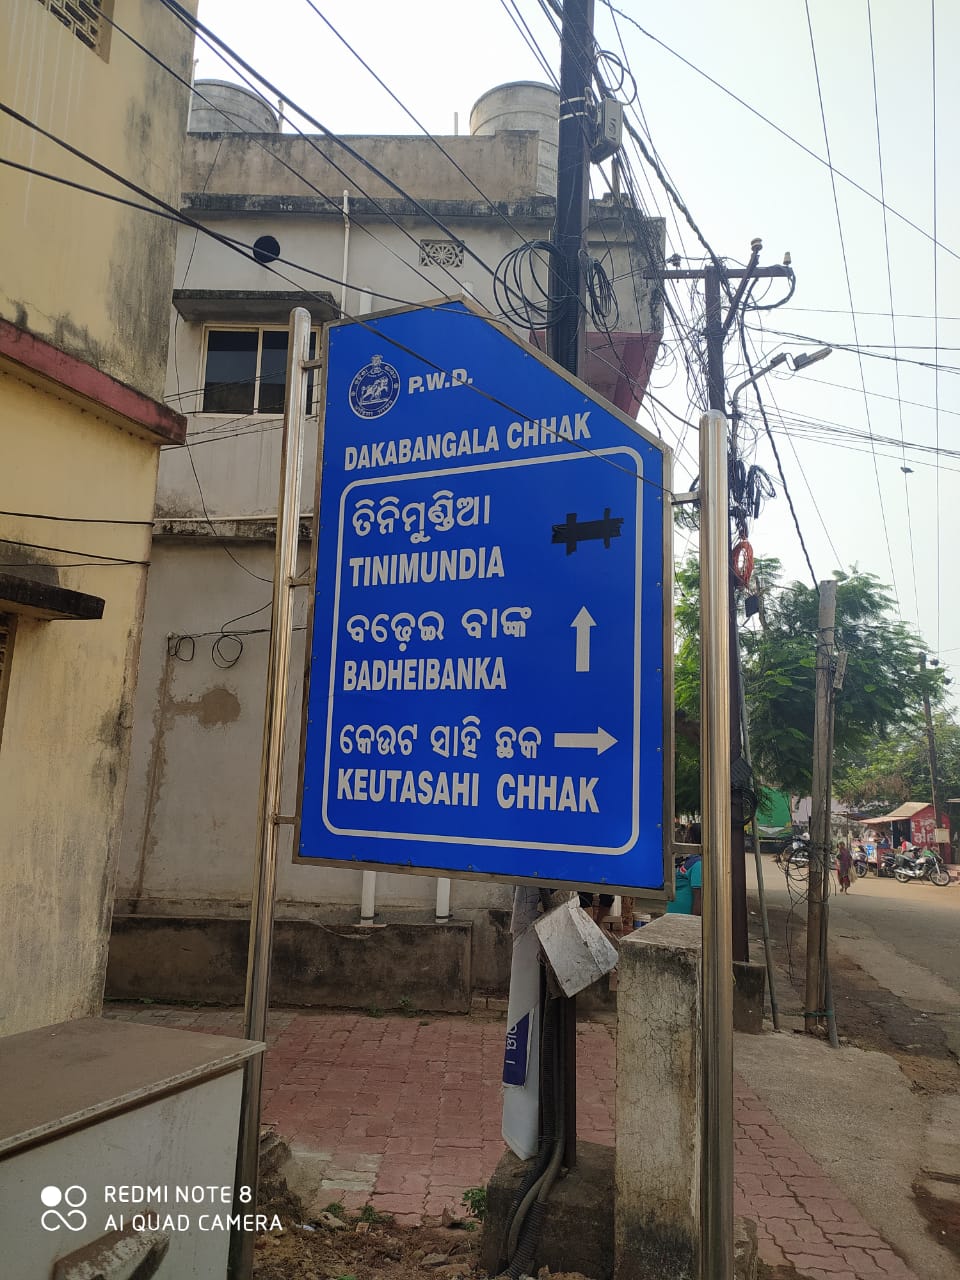 P.W.D.
DAKABANGALA CHHAK
ତିନିମୁଣ୍ଡିଆ
TINIMUNDIA
ବଢ଼େଇ ବାଙ୍କ
BADHEIBANKA
କେଉଟ ସାହି ଛକ
KEUTASAHI CHHAK
REDMI NOTE 8
AI QUAD CAMERA